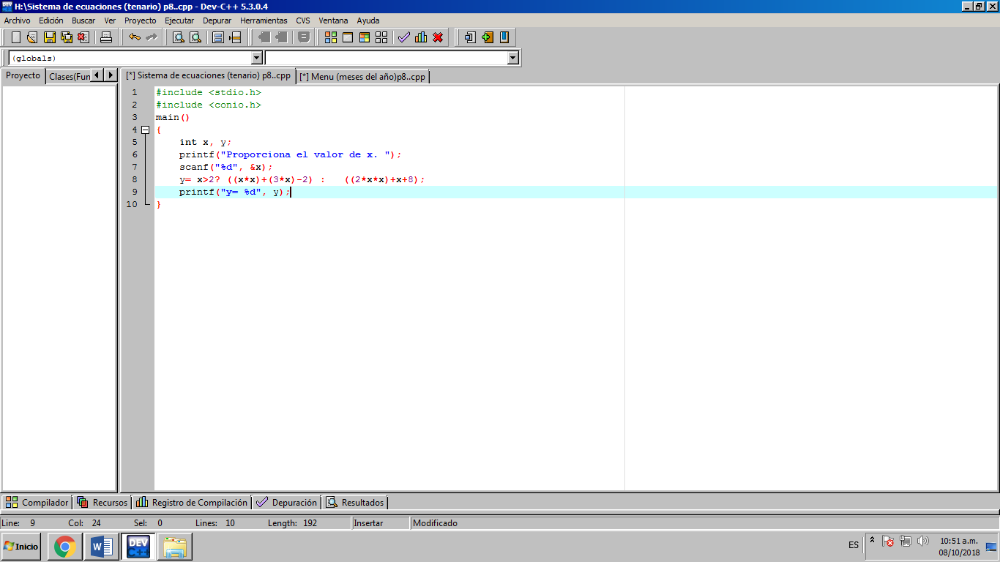 H:\Sistema de ecuaciones (tenario) p8..cpp - Dev-C++ 5.3.0.4
Archivo Edición Buscar Ver Proyecto Ejecutar Depurar Herramientas CVS Ventana Ayuda
(globals)
Proyecto Clases(Fun [*] Sistema de ecuaciones (tenario) p8..cpp [*] Menu (meses del año)p8..cpp
1 #include <stdio.h>
2 #include <conio.h>
3 main()
4 {
5 int x, y;
6 printf("Proporciona el valor de x. ");
7 scanf("%d", &x);
8 y= x>2? ((x*x)+(3*x)-2) :   ((2*x*x)+x+8);
9 printf("y= %d", y);
10 }
Compilador Recursos Registro de Compilación Depuración Resultados
Line: 9 Col: 24 Sel: 0 Lines: 10 Length: 192 Insertar Modificado
Inicio W DEV C++ ES 10:51 a.m.
08/10/2018